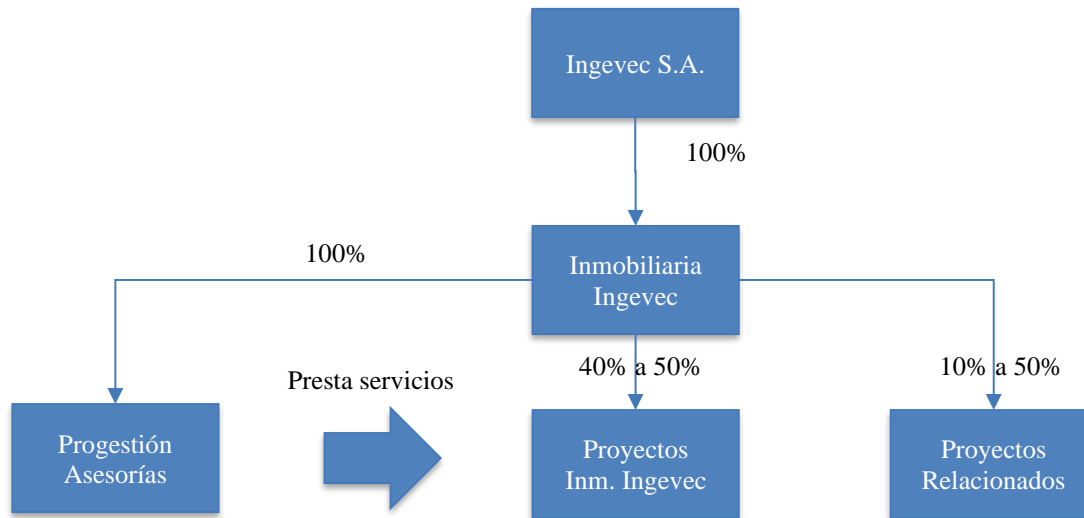 Ingevec S.A.
100%
100%
Inmobiliaria
Ingevec
40% a 50%
10% a 50%
Presta servicios
Progestión
Asesorías
Proyectos
Inm. Ingevec
Proyectos
Relacionados